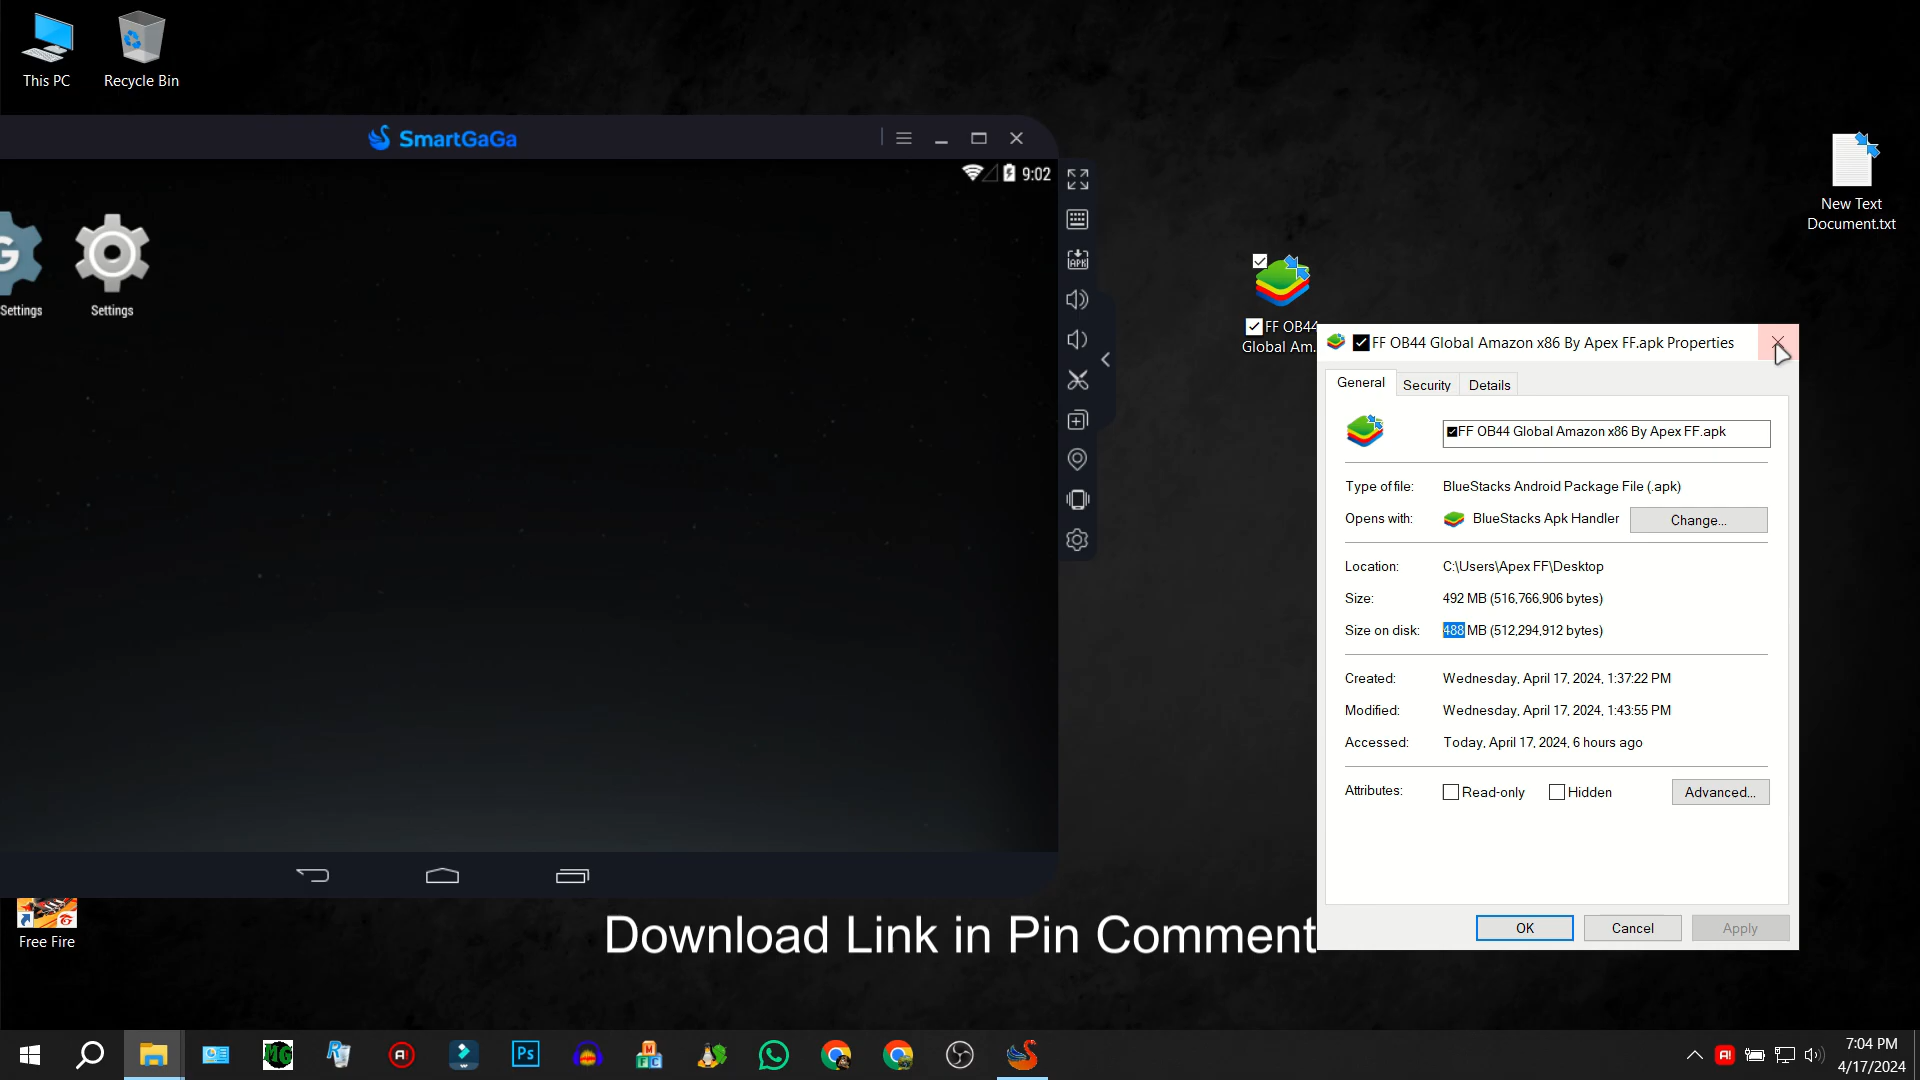 This PC
Recycle Bin
SmartGaGa
9:02
APK
Settings
Settings
New Text
Document.txt
FF OB44
Global Am...
FF OB44 Global Amazon x86 By Apex FF.apk Properties
General
Security
Details
FF OB44 Global Amazon x86 By Apex FF.apk
Type of file: BlueStacks Android Package File (.apk)
Opens with: BlueStacks Apk Handler
Change...
Location: C:\Users\Apex FF\Desktop
Size: 492 MB (516,766,906 bytes)
Size on disk: 488 MB (512,294,912 bytes)
Created: Wednesday, April 17, 2024, 1:37:22 PM
Modified: Wednesday, April 17, 2024, 1:43:55 PM
Accessed: Today, April 17, 2024, 6 hours ago
Attributes: Read-only Hidden
Advanced...
OK
Cancel
Apply
Free Fire
Download Link in Pin Comment
MG
Ps
M
F C
7:04 PM
4/17/2024